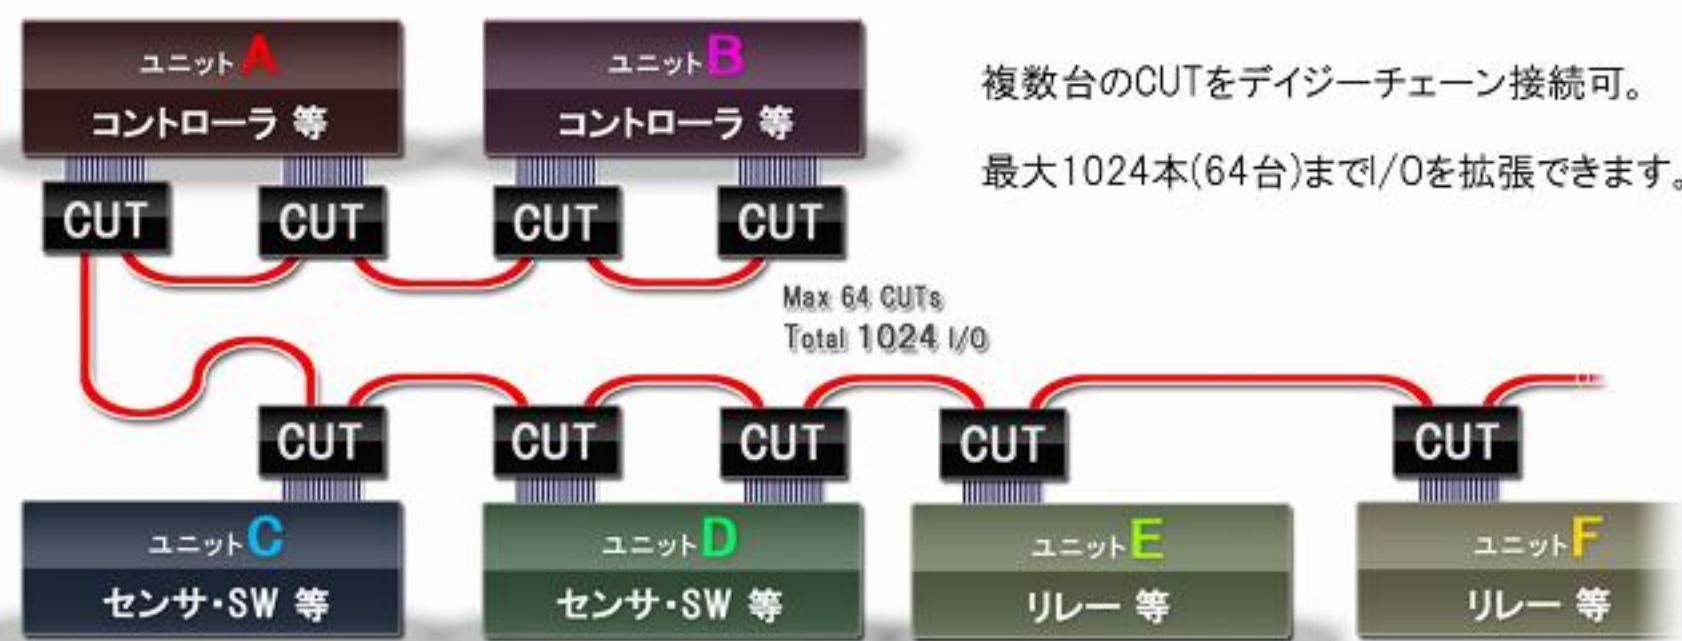 ユニットA
コントローラ 等
ユニットB
コントローラ 等
複数台のCUTをデイジーチェーン接続可。
最大1024本(64台)までI/Oを拡張できます。
CUT
CUT
CUT
CUT
Max 64 CUTs
Total 1024 I/O
CUT
CUT
CUT
CUT
CUT
ユニットC
センサ・SW 等
ユニットD
センサ・SW 等
ユニットE
リレー 等
ユニットF
リレー 等